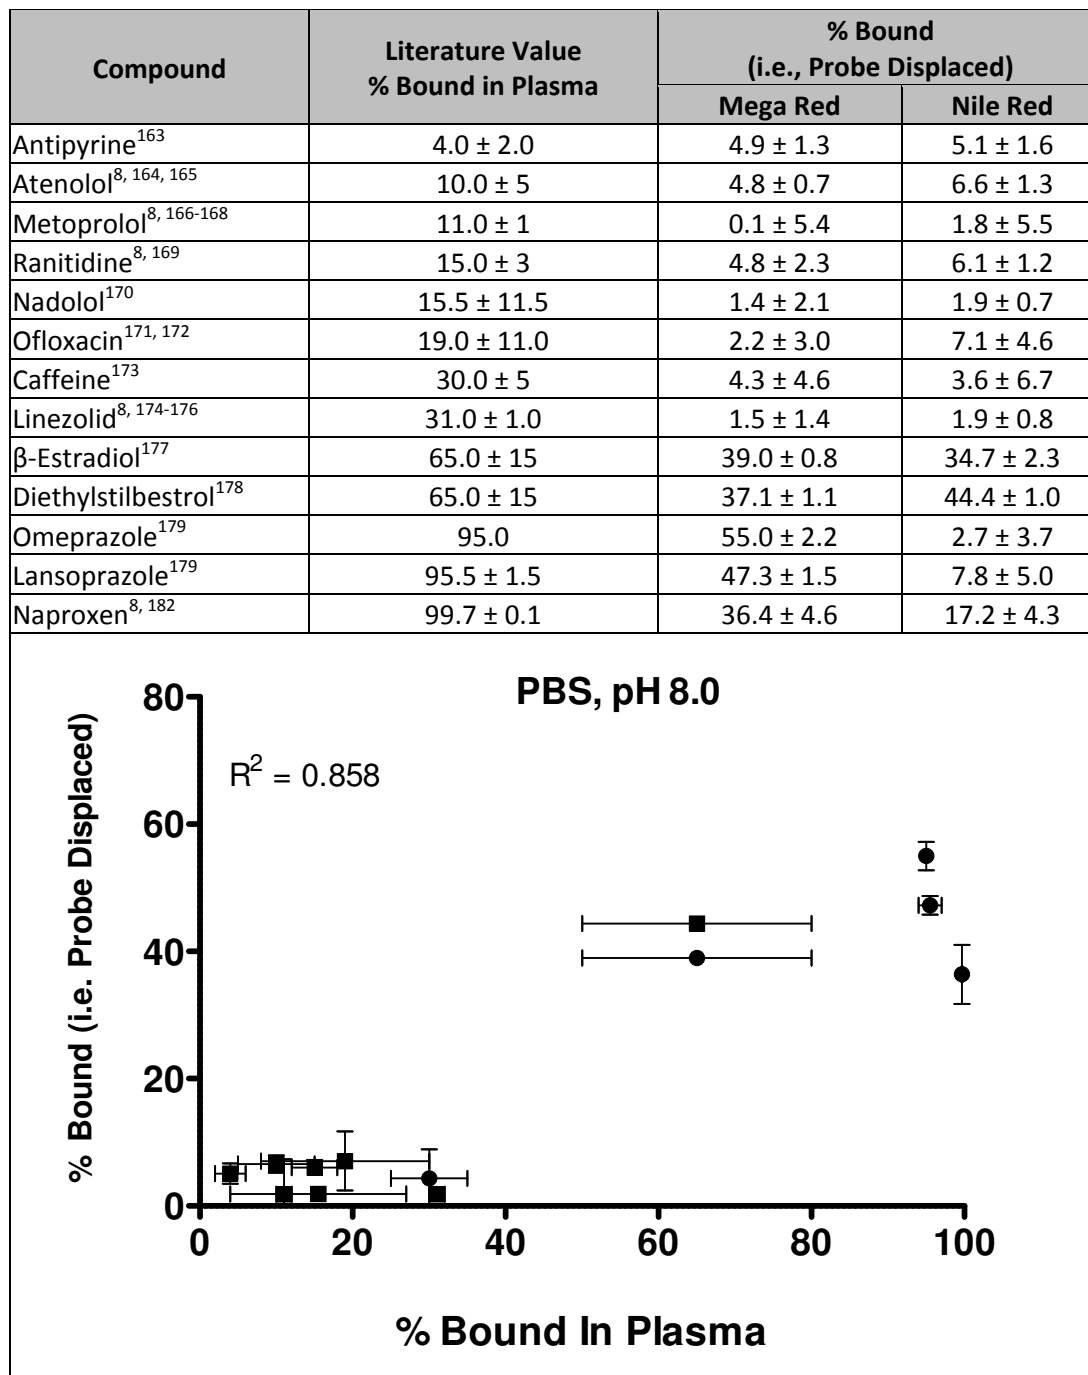 Compound
Literature Value
% Bound in Plasma
% Bound
(i.e., Probe Displaced)
Mega Red Nile Red
Antipyrine163 4.0 ± 2.0 4.9 ± 1.3 5.1 ± 1.6
Atenolol8, 164, 165 10.0 ± 5 4.8 ± 0.7 6.6 ± 1.3
Metoprolol8, 166-168 11.0 ± 1 0.1 ± 5.4 1.8 ± 5.5
Ranitidine8, 169 15.0 ± 3 4.8 ± 2.3 6.1 ± 1.2
Nadolol170 15.5 ± 11.5 1.4 ± 2.1 1.9 ± 0.7
Ofloxacin171, 172 19.0 ± 11.0 2.2 ± 3.0 7.1 ± 4.6
Caffeine173 30.0 ± 5 4.3 ± 4.6 3.6 ± 6.7
Linezolid8, 174-176 31.0 ± 1.0 1.5 ± 1.4 1.9 ± 0.8
β-Estradiol177 65.0 ± 15 39.0 ± 0.8 34.7 ± 2.3
Diethylstilbestrol178 65.0 ± 15 37.1 ± 1.1 44.4 ± 1.0
Omeprazole179 95.0 55.0 ± 2.2 2.7 ± 3.7
Lansoprazole179 95.5 ± 1.5 47.3 ± 1.5 7.8 ± 5.0
Naproxen8, 182 99.7 ± 0.1 36.4 ± 4.6 17.2 ± 4.3
PBS, pH 8.0
R2 = 0.858
% Bound (i.e. Probe Displaced)
80
60
40
20
0
0 20 40 60 80 100
% Bound In Plasma